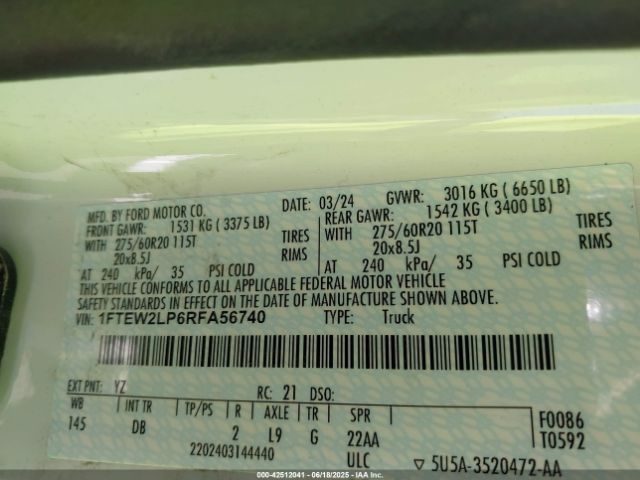 MFD. BY FORD MOTOR CO. DATE: 03/24 GVWR: 3016 KG ( 6650 LB)
FRONT GAWR: 1531 KG ( 3375 LB) REAR GAWR: 1542 KG ( 3400 LB)
WITH 275/60R20 115T TIRES WITH 275/60R20 115T TIRES
20x8.5J RIMS 20x8.5J RIMS
AT 240 kPa/ 35 PSI COLD AT 240 kPa/ 35 PSI COLD
THIS VEHICLE CONFORMS TO ALL APPLICABLE FEDERAL MOTOR VEHICLE
SAFETY AND THEFT PREVENTION STANDARDS IN EFFECT ON THE DATE OF MANUFACTURE SHOWN ABOVE.
VIN: 1FTEW2LP6RFA56740 TYPE: Truck
EXT PNT: YZ RC: 21 DSO:
WB INT TR TP/PS R AXLE TR SPR F0086
145 DB 2 L9 G 22AA T0592
2202403144440 ULC ▽ 5U5A-3520472-AA
000-42512041 - 06/18/2025 - IAA Inc.